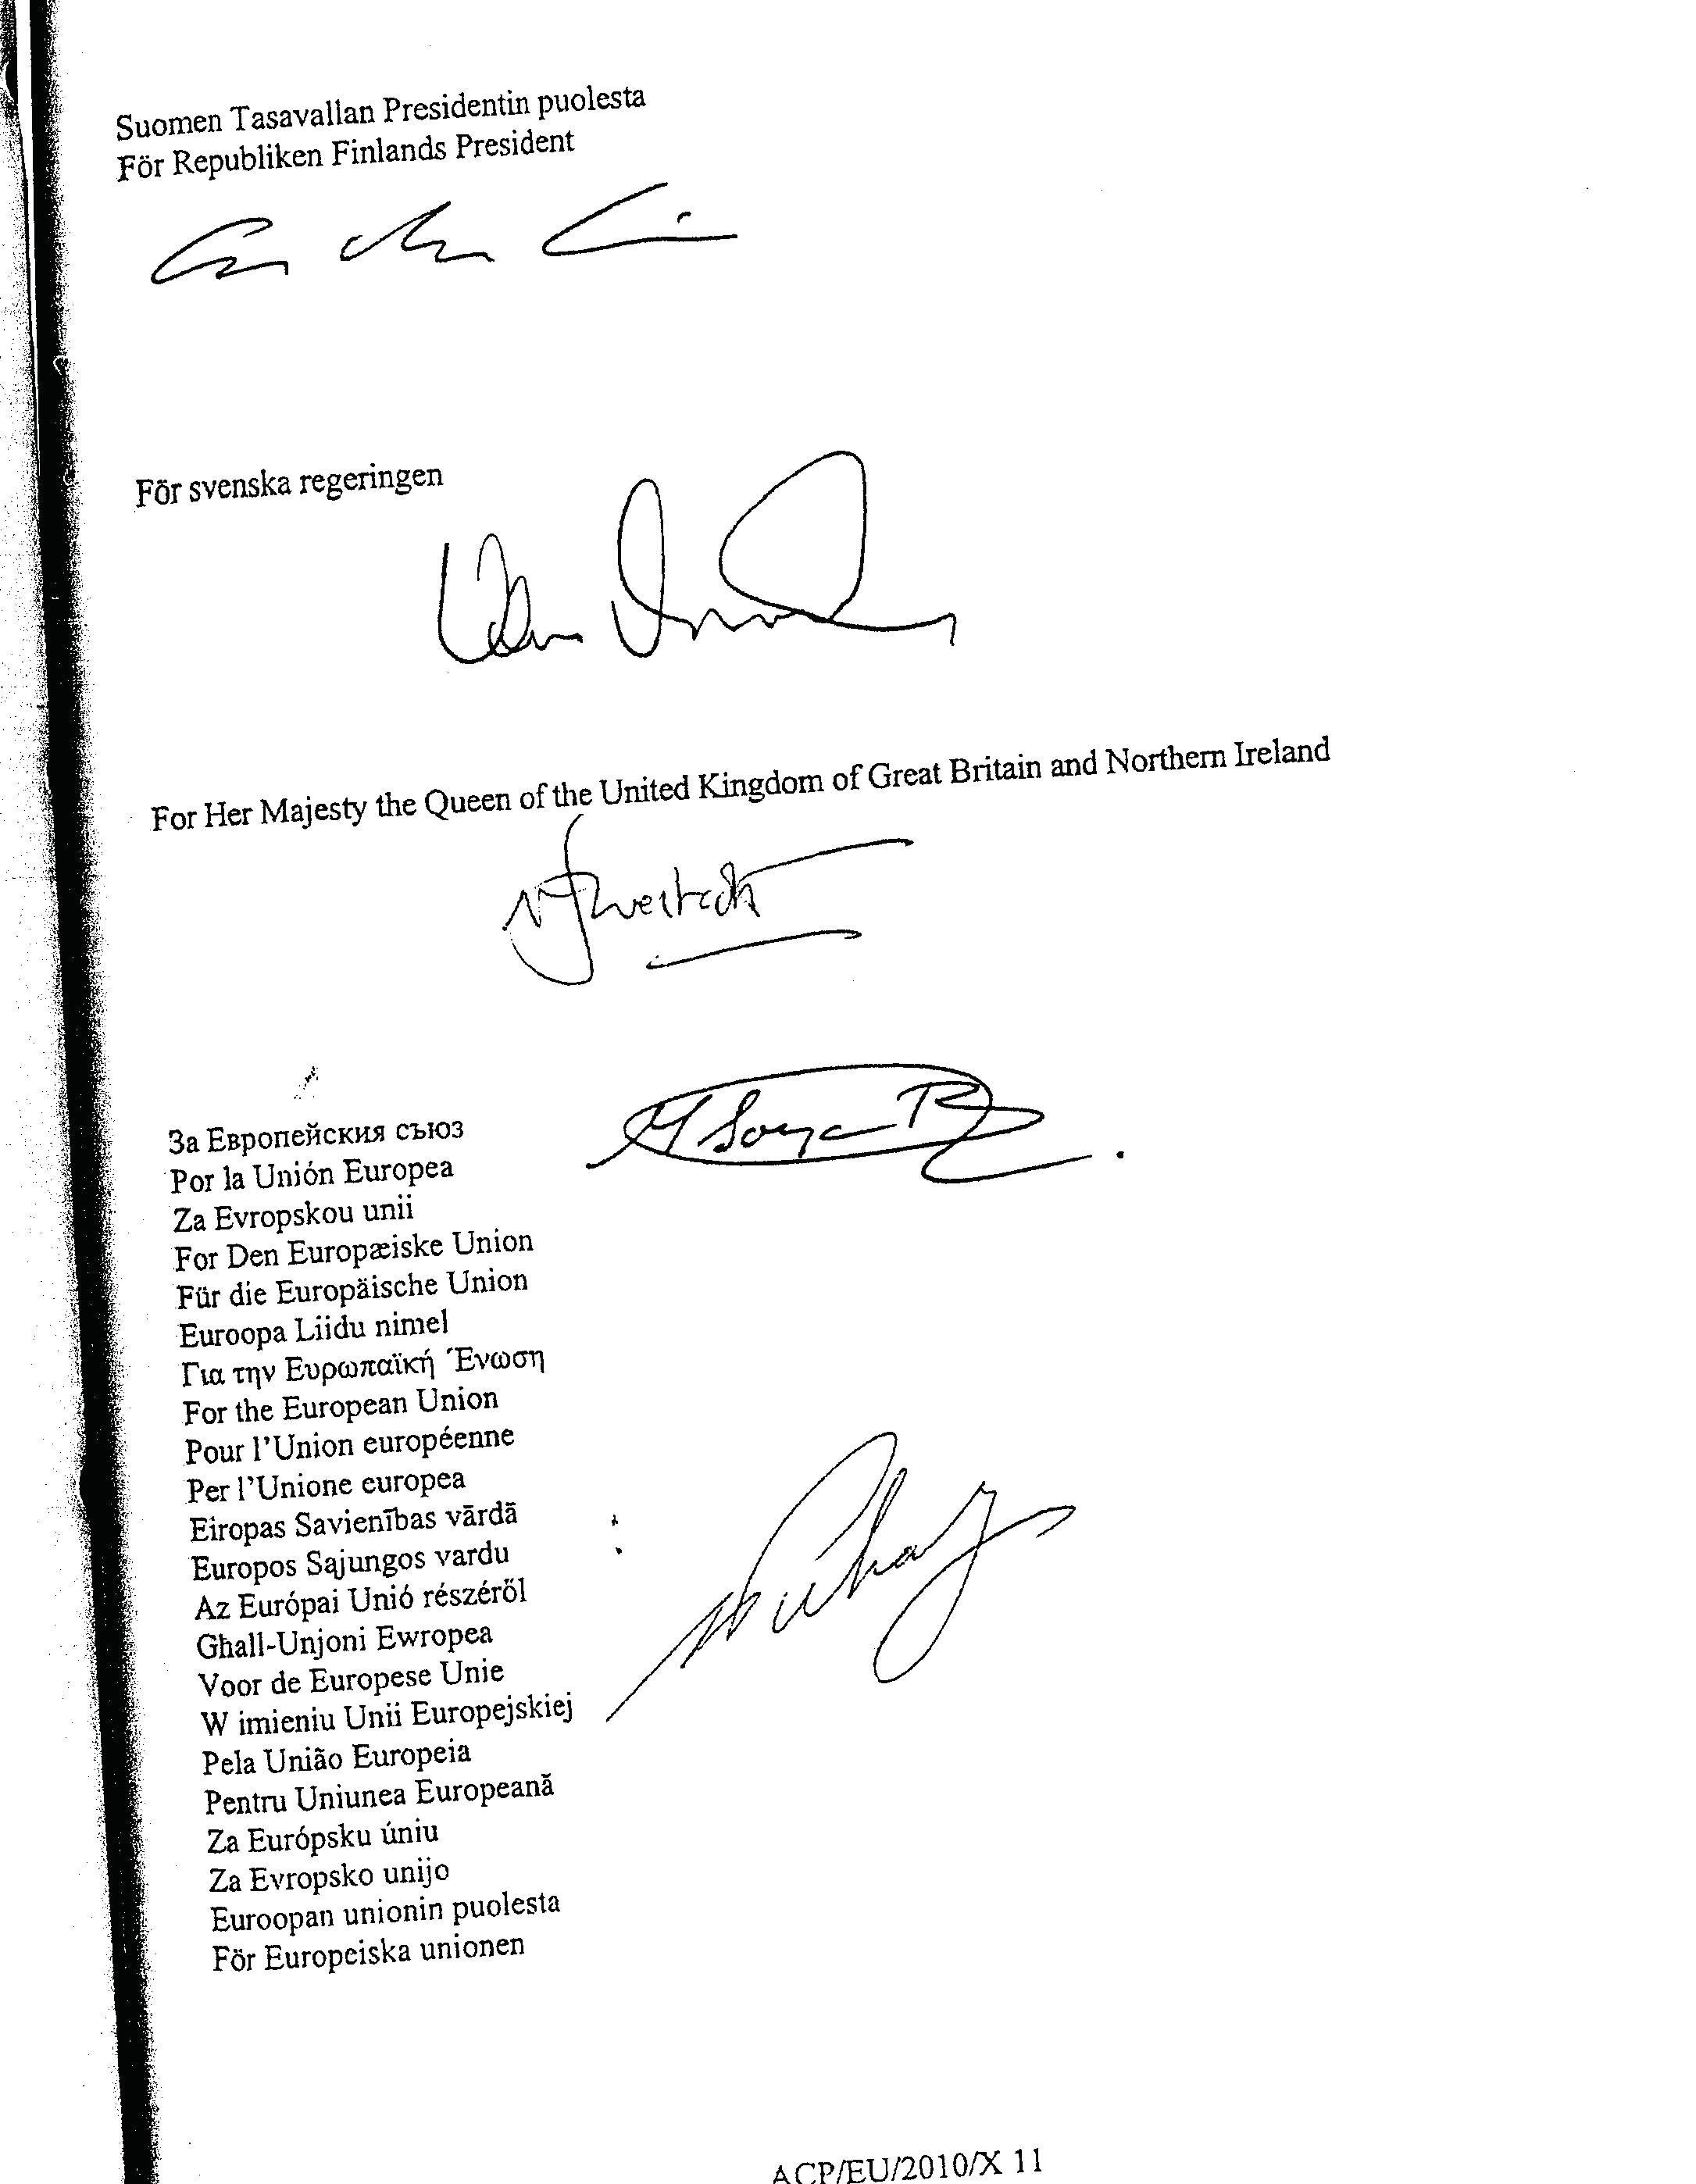 Suomen Tasavallan Presidentin puolesta
För Republiken Finlands President
För svenska regeringen
For Her Majesty the Queen of the United Kingdom of Great Britain and Northern Ireland
За Европейския съюз
Por la Unión Europea
Za Evropskou unii
For Den Europæiske Union
Für die Europäische Union
Euroopa Liidu nimel
Για την Ευρωπαϊκή Ένωση
For the European Union
Pour l'Union européenne
Per l'Unione europea
Eiropas Savienības vārdā
Europos Sąjungos vardu
Az Európai Unió részéről
Għall-Unjoni Ewropea
Voor de Europese Unie
W imieniu Unii Europejskiej
Pela União Europeia
Pentru Uniunea Europeană
Za Európsku úniu
Za Evropsko unijo
Euroopan unionin puolesta
För Europeiska unionen
ACP/EU/2010/X 11